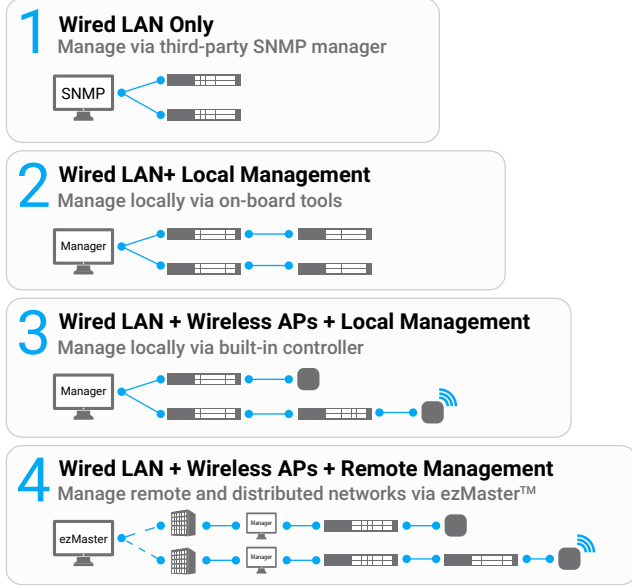 1 Wired LAN Only
Manage via third-party SNMP manager
SNMP
2 Wired LAN+ Local Management
Manage locally via on-board tools
Manager
3 Wired LAN + Wireless APs + Local Management
Manage locally via built-in controller
Manager
4 Wired LAN + Wireless APs + Remote Management
Manage remote and distributed networks via ezMaster™
Manager
ezMaster
Manager